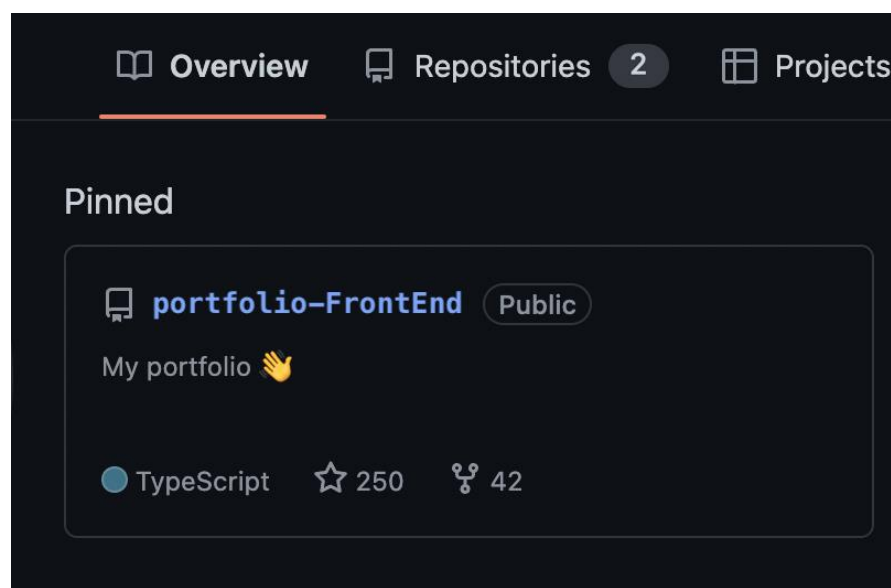 Overview Repositories 2 Projects
Pinned
portfolio-FrontEnd Public
My portfolio 👋
TypeScript 250 42